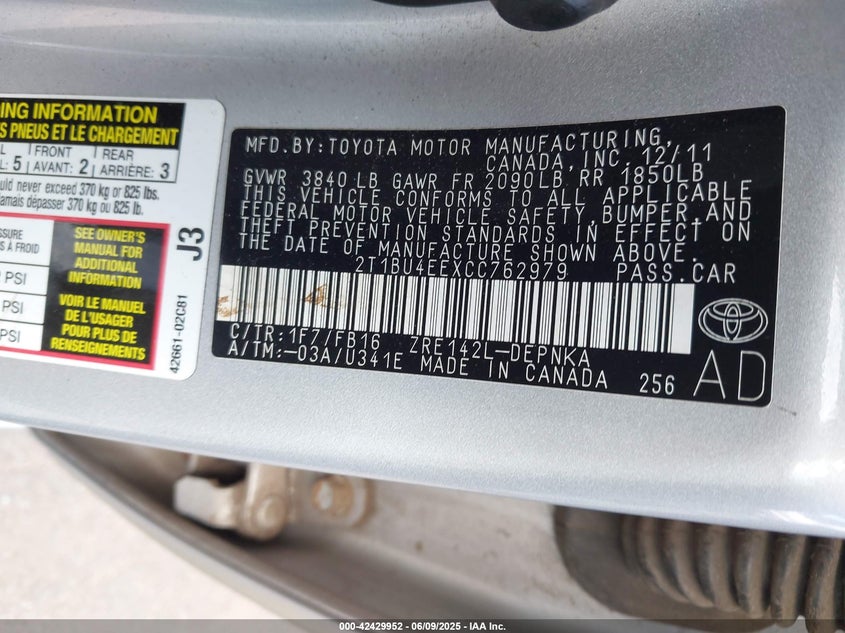 DING INFORMATION
S PNEUS ET LE CHARGEMENT
L FRONT REAR
L: 5 AVANT: 2 ARRIÈRE: 3
ould never exceed 370 kg or 825 lbs.
jamais dépasser 370 kg ou 825 lb.
SSURE
S À FROID
PSI
PSI
PSI
SEE OWNER'S
MANUAL FOR
ADDITIONAL
INFORMATION
VOIR LE MANUEL
DE L'USAGER
POUR PLUS DE
RENSEIGNEMENTS
J3
42661-02C81
MFD. BY: TOYOTA MOTOR MANUFACTURING,
CANADA, INC. 12/11
GVWR 3840 LB GAWR FR 2090 LB, RR 1850LB
THIS VEHICLE CONFORMS TO ALL APPLICABLE
FEDERAL MOTOR VEHICLE SAFETY, BUMPER, AND
THEFT PREVENTION STANDARDS IN EFFECT ON
THE DATE OF MANUFACTURE SHOWN ABOVE.
2T1BU4EEXCC762979 PASS. CAR
C/TR: 1F7/FB16 ZRE142L-DEPNKA
A/TM:-03A/U341E MADE IN CANADA 256
AD
000-42429952 - 06/09/2025 - IAA Inc.